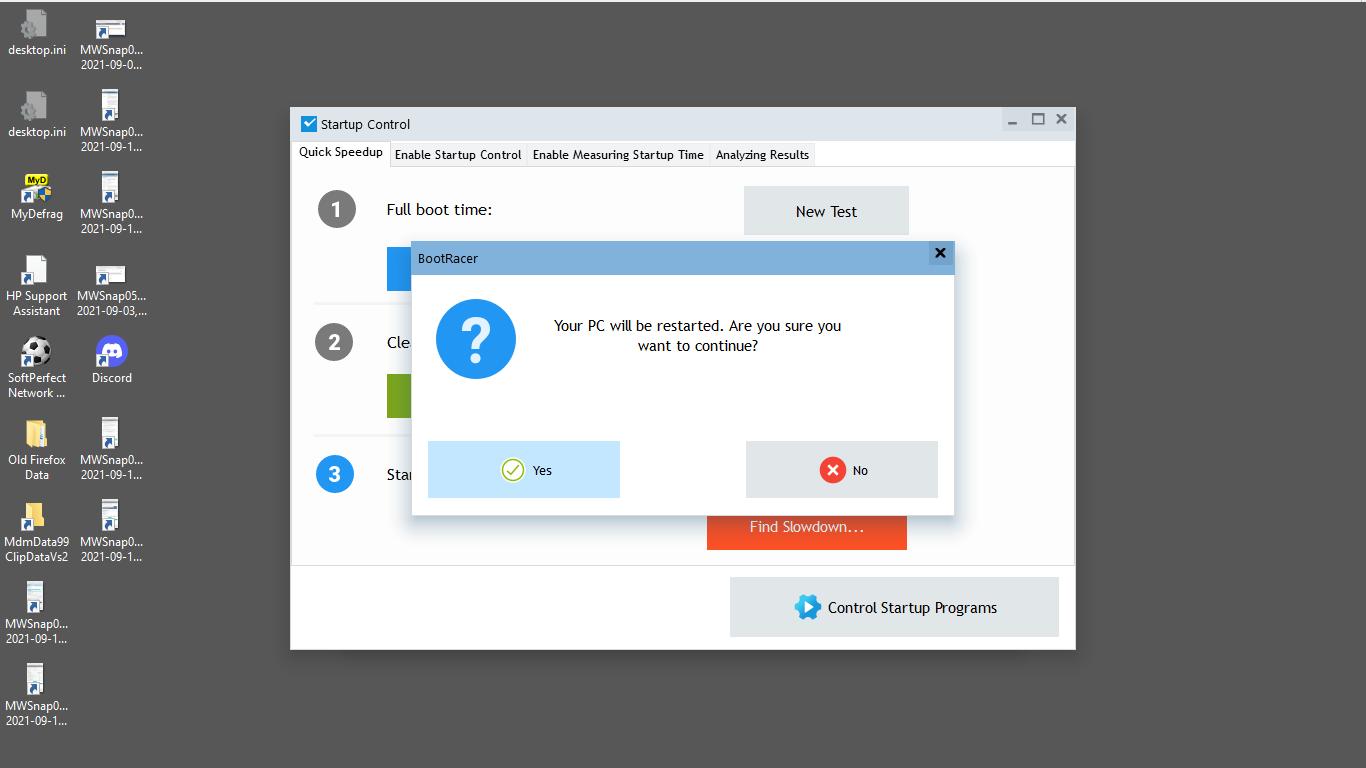 desktop.ini
MWSnap0...
2021-09-0...
desktop.ini
MWSnap0...
2021-09-1...
MyD
MyDefrag
MWSnap0...
2021-09-1...
HP Support
Assistant
MWSnap05...
2021-09-03,...
SoftPerfect
Network ...
Discord
Old Firefox
Data
MWSnap0...
2021-09-1...
MdmData99
ClipDataVs2
MWSnap0...
2021-09-1...
MWSnap0...
2021-09-1...
MWSnap0...
2021-09-1...
Startup Control
Quick Speedup
Enable Startup Control
Enable Measuring Startup Time
Analyzing Results
1
Full boot time:
New Test
2
Cle
3
Star
BootRacer
?
Your PC will be restarted. Are you sure you
want to continue?
Yes
No
Find Slowdown...
Control Startup Programs